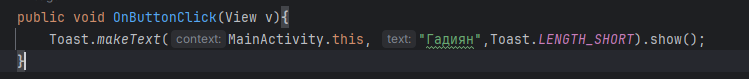 public void OnButtonClick(View v){
Toast.makeText( context: MainActivity.this, text: "Гадиян",Toast.LENGTH_SHORT).show();
}